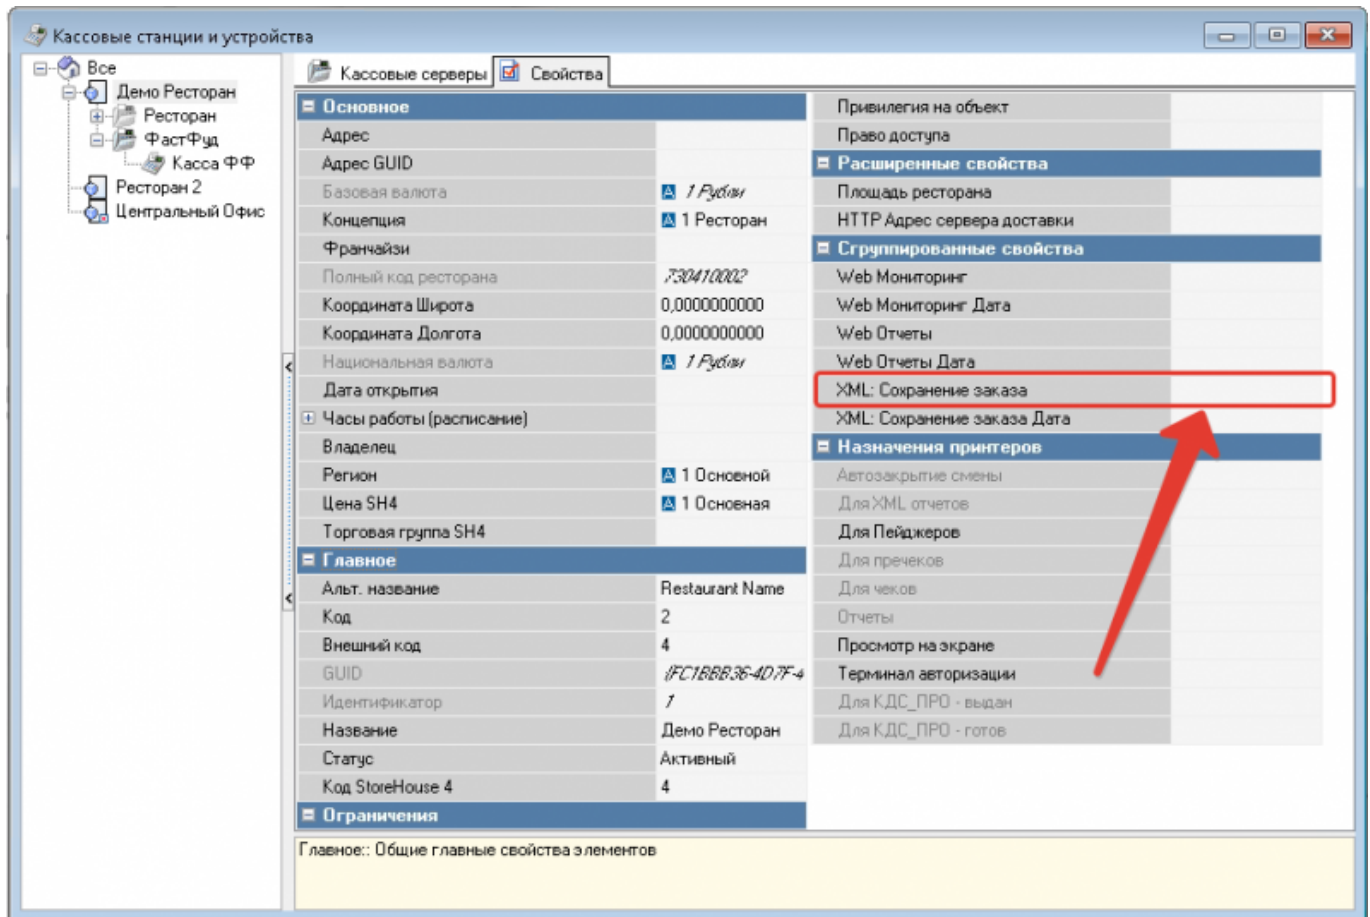 Кассовые станции и устройства
Все
Демо Ресторан
Ресторан
ФастФуд
Касса ФФ
Ресторан 2
Центральный Офис
Кассовые серверы Свойства
Основное
Адрес
Адрес GUID
Базовая валюта 1 Рубли
Концепция 1 Ресторан
Франчайзи
Полный код ресторана 730410002
Координата Широта 0,0000000000
Координата Долгота 0,0000000000
Национальная валюта 1 Рубли
Дата открытия
Часы работы (расписание)
Владелец
Регион 1 Основной
Цена SH4 1 Основная
Торговая группа SH4
Главное
Альт. название Restaurant Name
Код 2
Внешний код 4
GUID {FC1BBB36-4D7F-4
Идентификатор 1
Название Демо Ресторан
Статус Активный
Код StoreHouse 4 4
Ограничения
Привилегия на объект
Право доступа
Расширенные свойства
Площадь ресторана
HTTP Адрес сервера доставки
Сгруппированные свойства
Web Мониторинг
Web Мониторинг Дата
Web Отчеты
Web Отчеты Дата
XML: Сохранение заказа
XML: Сохранение заказа Дата
Назначения принтеров
Автозакрытие смены
Для XML отчетов
Для Пейджеров
Для пречеков
Для чеков
Отчеты
Просмотр на экране
Терминал авторизации
Для КДС_ПРО - выдан
Для КДС_ПРО - готов
Главное:: Общие главные свойства элементов